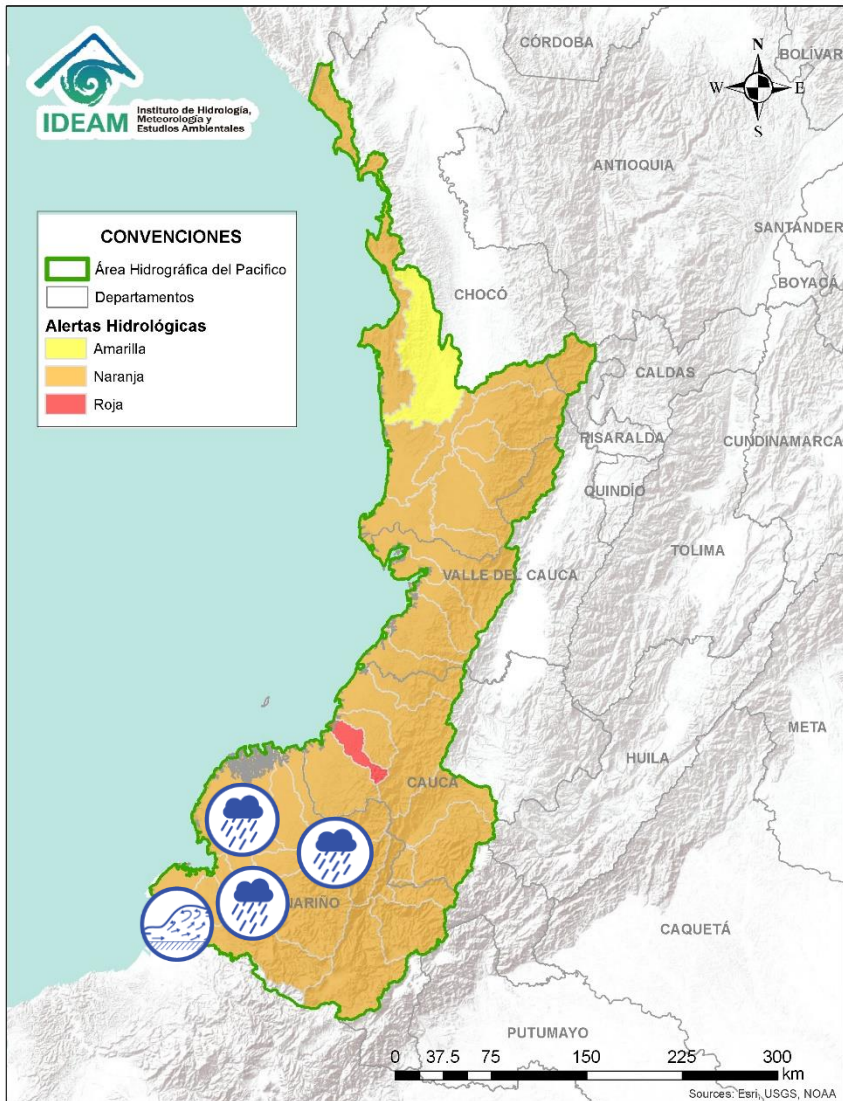 IDEAM
Instituto de Hidrología,
Meteorología y
Estudios Ambientales
CÓRDOBA
BOLÍVAR
N
W
E
S
ANTIOQUIA
SANTANDER
BOYACÁ
CONVENCIONES
Área Hidrográfica del Pacifico
Departamentos
Alertas Hidrológicas
Amarilla
Naranja
Roja
CHOCÓ
CALDAS
RISARALDA
CUNDINAMARCA
QUINDÍO
TOLIMA
VALLE DEL CAUCA
META
HUILA
CAUCA
NARIÑO
CAQUETÁ
PUTUMAYO
0 37.5 75 150 225 300
km
Sources: Esri, USGS, NOAA